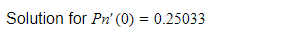 Solution for Pn' (0) = 0.25033